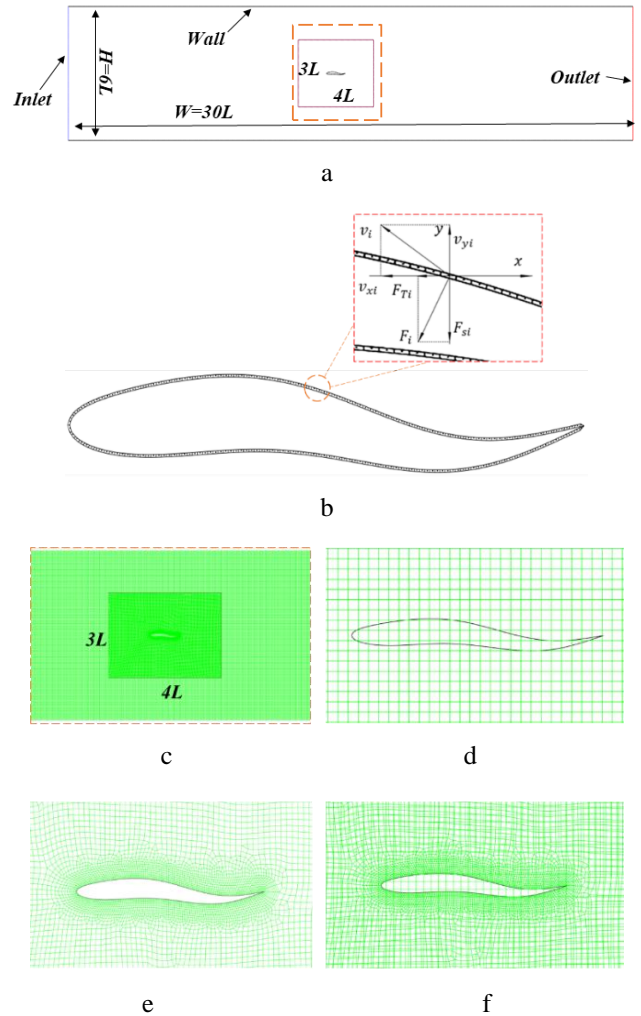 Wall
H=6L
3L
4L
Outlet
Inlet
W=30L
a
v_i
y
v_yi
x
v_xi
F_Ti
F_i
F_si
b
3L
4L
c
d
e
f